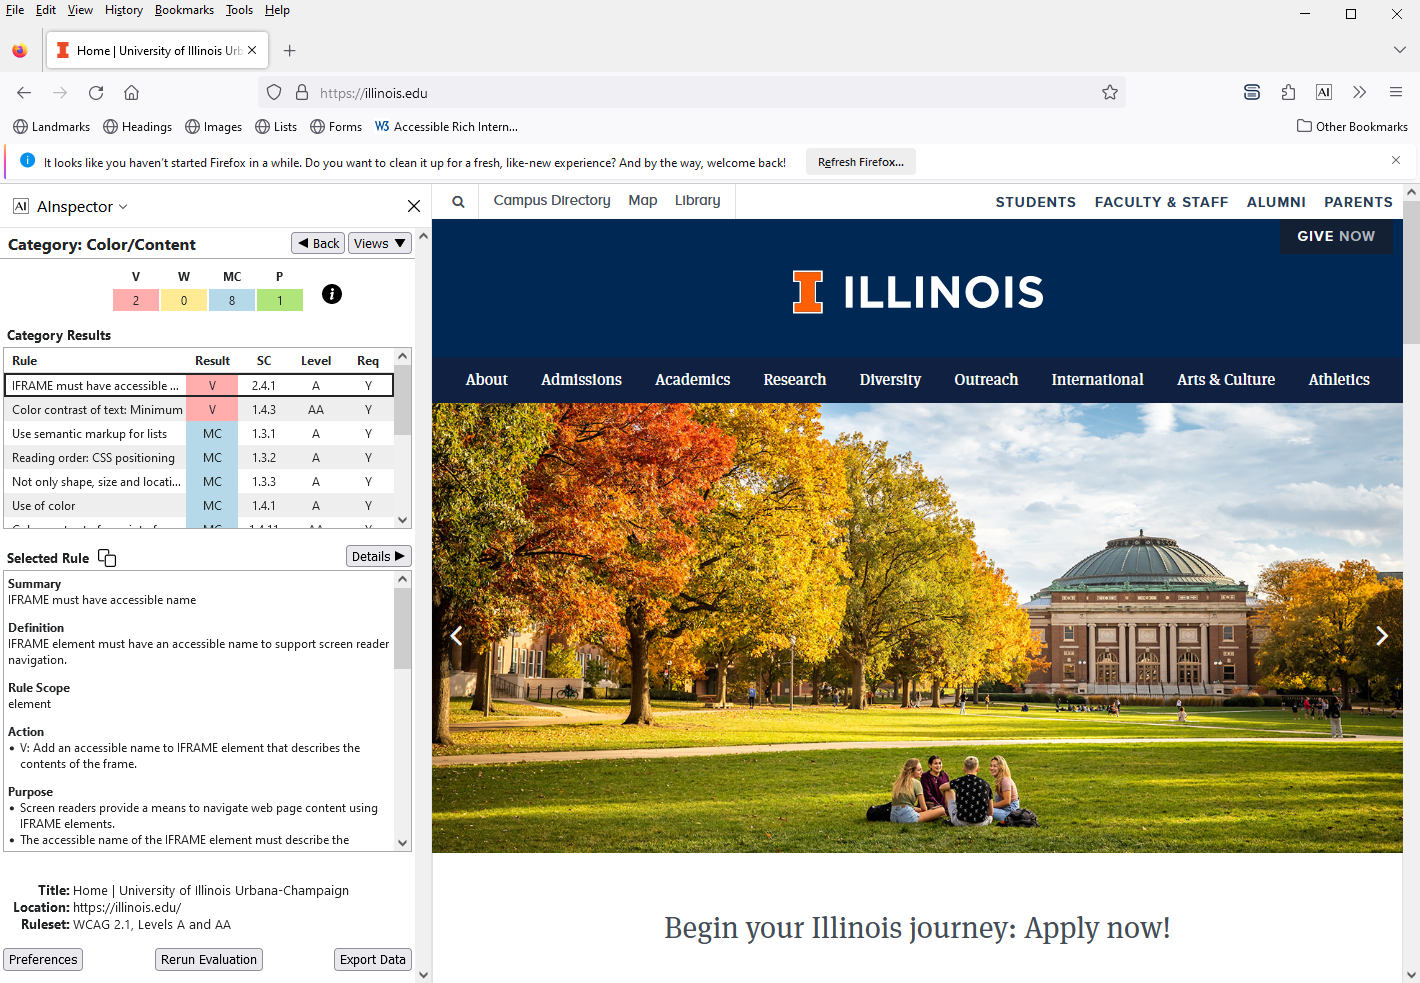 File Edit View History Bookmarks Tools Help
Home | University of Illinois Urb
https://illinois.edu
Landmarks Headings Images Lists Forms W3 Accessible Rich Intern... Other Bookmarks
It looks like you haven't started Firefox in a while. Do you want to clean it up for a fresh, like-new experience? And by the way, welcome back! Refresh Firefox...
AI AInspector
Category: Color/Content Back Views
V W MC P
2 0 8 1
Category Results
Rule Result SC Level Req
IFRAME must have accessible ... V 2.4.1 A Y
Color contrast of text: Minimum V 1.4.3 AA Y
Use semantic markup for lists MC 1.3.1 A Y
Reading order: CSS positioning MC 1.3.2 A Y
Not only shape, size and locati... MC 1.3.3 A Y
Use of color MC 1.4.1 A Y
Selected Rule Details
Summary
IFRAME must have accessible name
Definition
IFRAME element must have an accessible name to support screen reader
navigation.
Rule Scope
element
Action
• V: Add an accessible name to IFRAME element that describes the
contents of the frame.
Purpose
• Screen readers provide a means to navigate web page content using
IFRAME elements.
• The accessible name of the IFRAME element must describe the
Title: Home | University of Illinois Urbana-Champaign
Location: https://illinois.edu/
Ruleset: WCAG 2.1, Levels A and AA
Preferences Rerun Evaluation Export Data
Campus Directory Map Library
STUDENTS FACULTY & STAFF ALUMNI PARENTS
GIVE NOW
I ILLINOIS
About Admissions Academics Research Diversity Outreach International Arts & Culture Athletics
Begin your Illinois journey: Apply now!